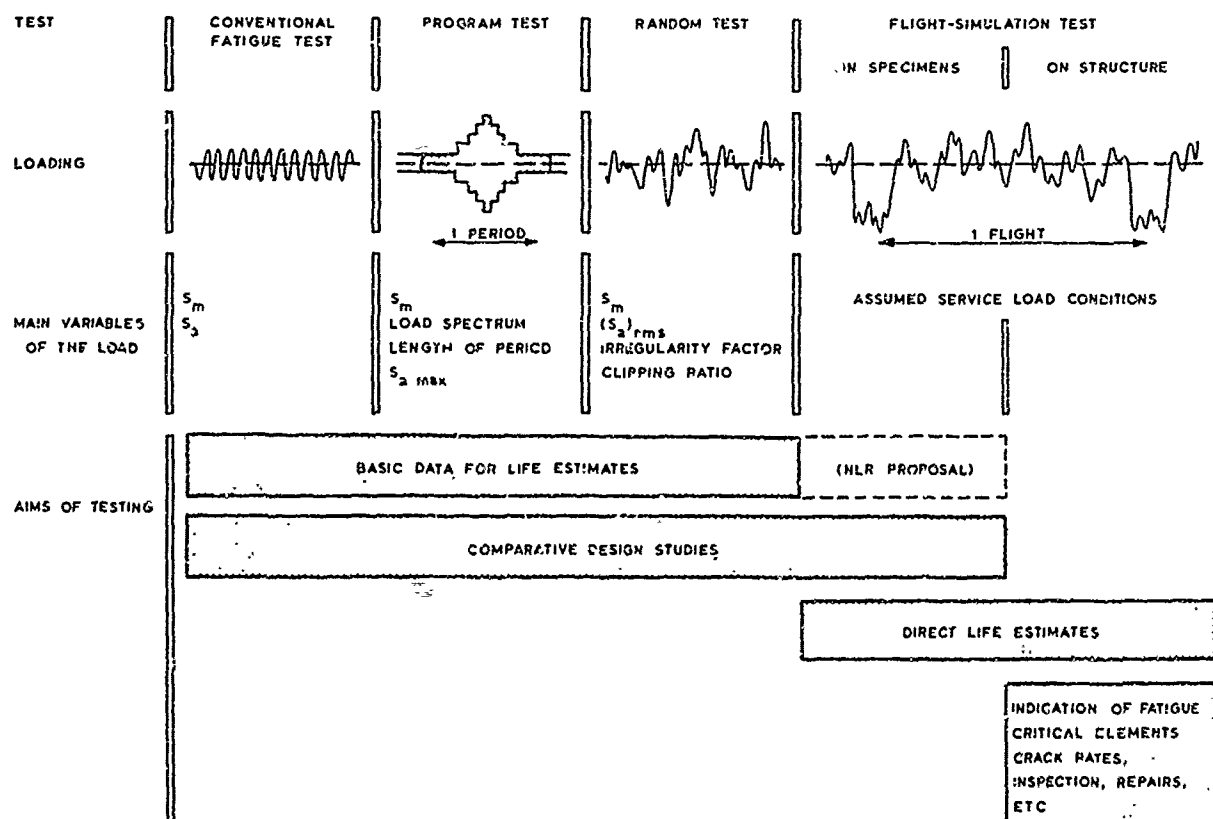 TEST
CONVENTIONAL
FATIGUE TEST
PROGRAM TEST
RANDOM TEST
FLIGHT-SIMULATION TEST
IN SPECIMENS
ON STRUCTURE
LOADING
1 PERIOD
1 FLIGHT
MAIN VARIABLES
OF THE LOAD
Sm
Sa
Sm
LOAD SPECTRUM
LENGTH OF PERIOD
Sa max
Sm
(Sa)rms
IRREGULARITY FACTOR
CLIPPING RATIO
ASSUMED SERVICE LOAD CONDITIONS
AIMS OF TESTING
BASIC DATA FOR LIFE ESTIMATES
(NLR PROPOSAL)
COMPARATIVE DESIGN STUDIES
DIRECT LIFE ESTIMATES
INDICATION OF FATIGUE
CRITICAL ELEMENTS
CRACK RATES,
INSPECTION, REPAIRS,
ETC